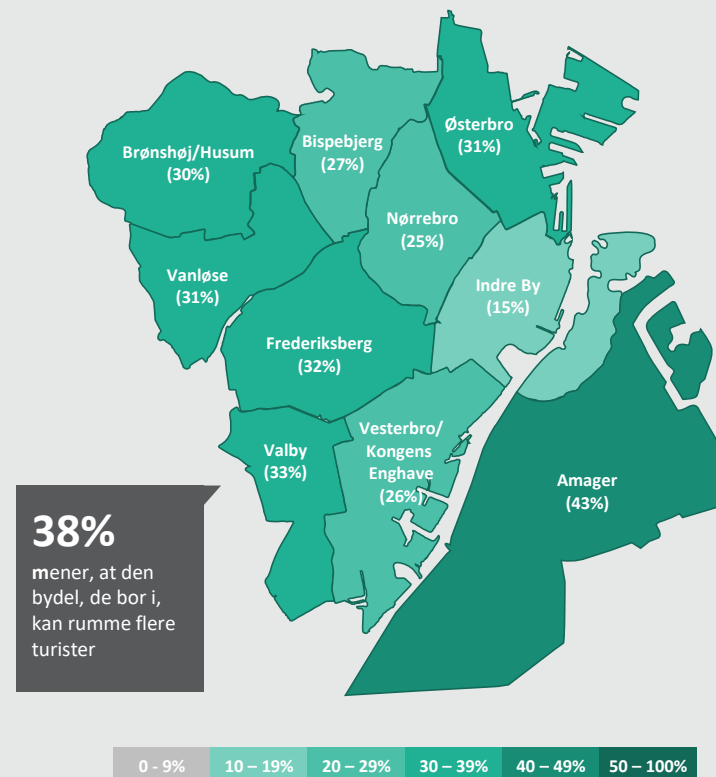 Østerbro
(31%)
Bispebjerg
(27%)
Brønshøj/Husum
(30%)
Nørrebro
(25%)
Vanløse
(31%)
Indre By
(15%)
Frederiksberg
(32%)
Vesterbro/
Kongens
Enghave
(26%)
Valby
(33%)
Amager
(43%)
38%
mener, at den
bydel, de bor i,
kan rumme flere
turister
0 - 9%
10 – 19%
20 – 29%
30 – 39%
40 – 49%
50 – 100%